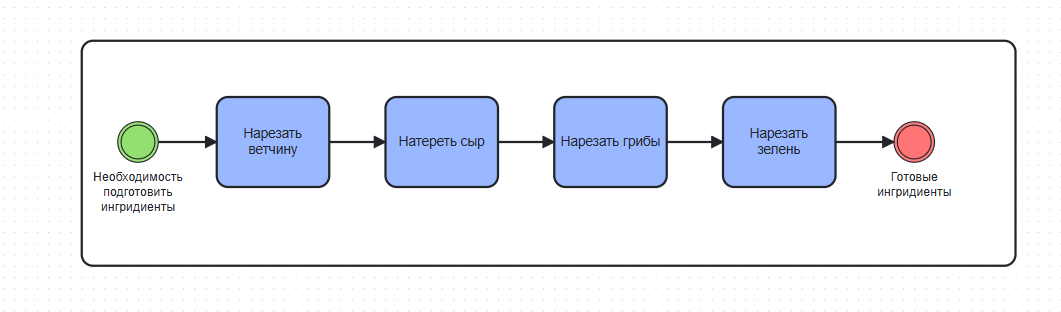 Нарезать
ветчину
Натереть сыр
Нарезать грибы
Нарезать
зелень
Необходимость
подготовить
ингридиенты
Готовые
ингридиенты